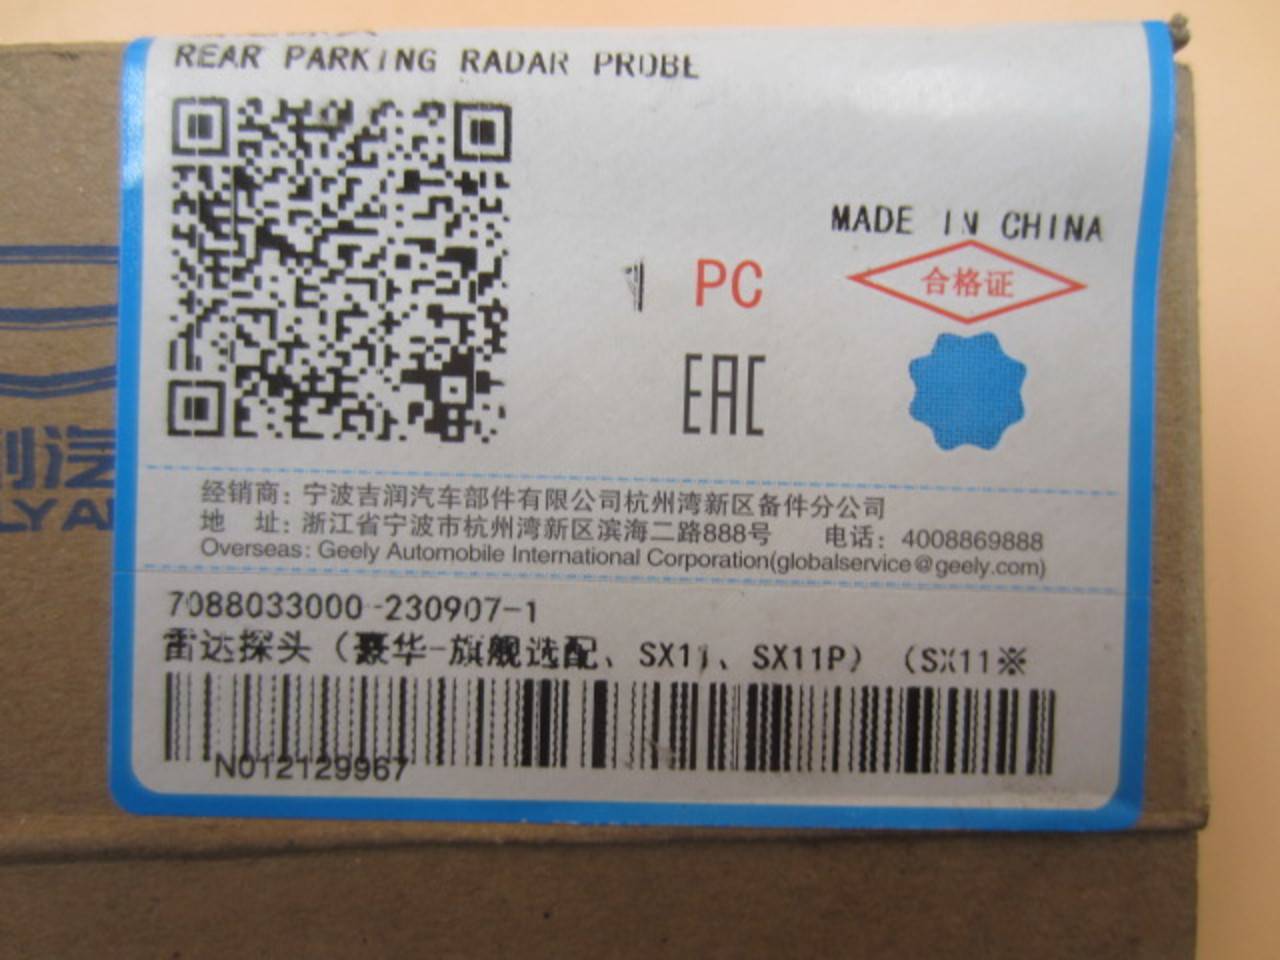 REAR PARKING RADAR PROBE
MADE IN CHINA
1 PC
合格证
EAC
经销商：宁波吉润汽车部件有限公司杭州湾新区备件分公司
地 址：浙江省宁波市杭州湾新区滨海二路888号 电话：4008869888
Overseas: Geely Automobile International Corporation(globalservice@geely.com)
7088033000-230907-1
雷达探头（豪华-旗舰选配、SX11、SX11P）（SX11※
N012129967
利汽
LY AU